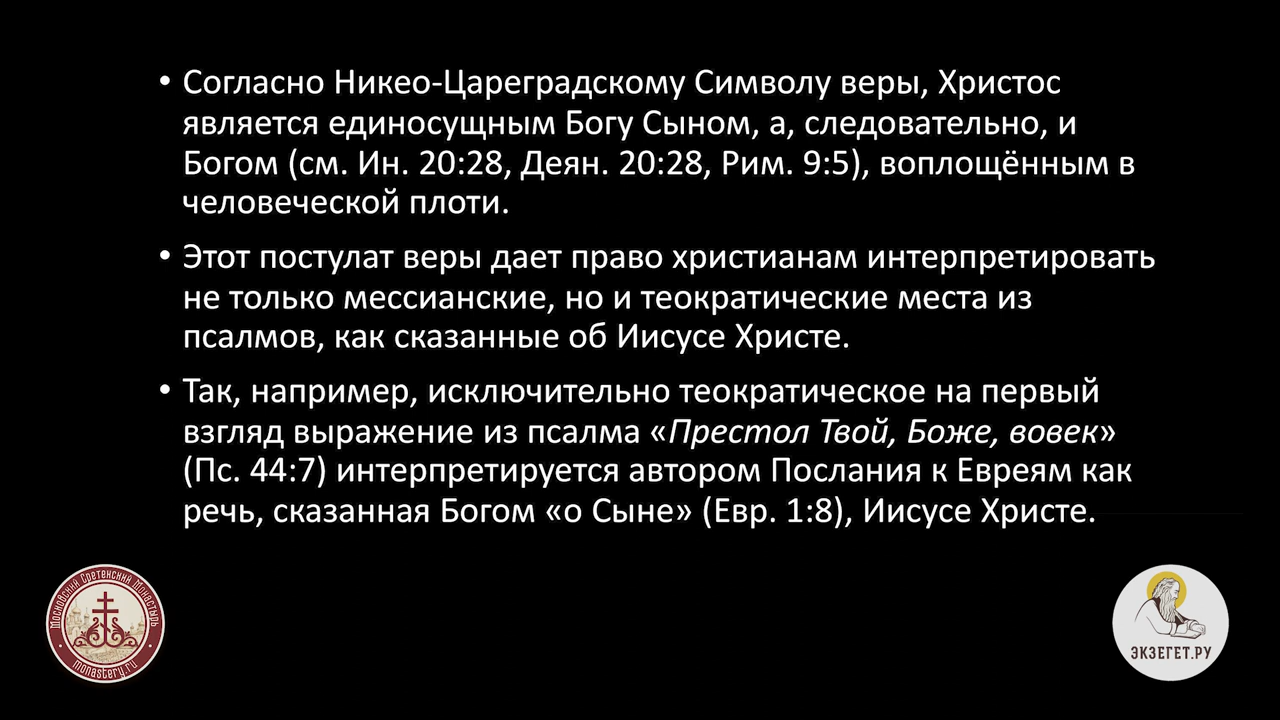 • Согласно Никео-Цареградскому Символу веры, Христос
является единосущным Богу Сыном, а, следовательно, и
Богом (см. Ин. 20:28, Деян. 20:28, Рим. 9:5), воплощённым в
человеческой плоти.
• Этот постулат веры дает право христианам интерпретировать
не только мессианские, но и теократические места из
псалмов, как сказанные об Иисусе Христе.
• Так, например, исключительно теократическое на первый
взгляд выражение из псалма «Престол Твой, Боже, вовек»
(Пс. 44:7) интерпретируется автором Послания к Евреям как
речь, сказанная Богом «о Сыне» (Евр. 1:8), Иисусе Христе.
Московский Сретенский Монастырь
monastery.ru
ЭКЗЕГЕТ.РУ